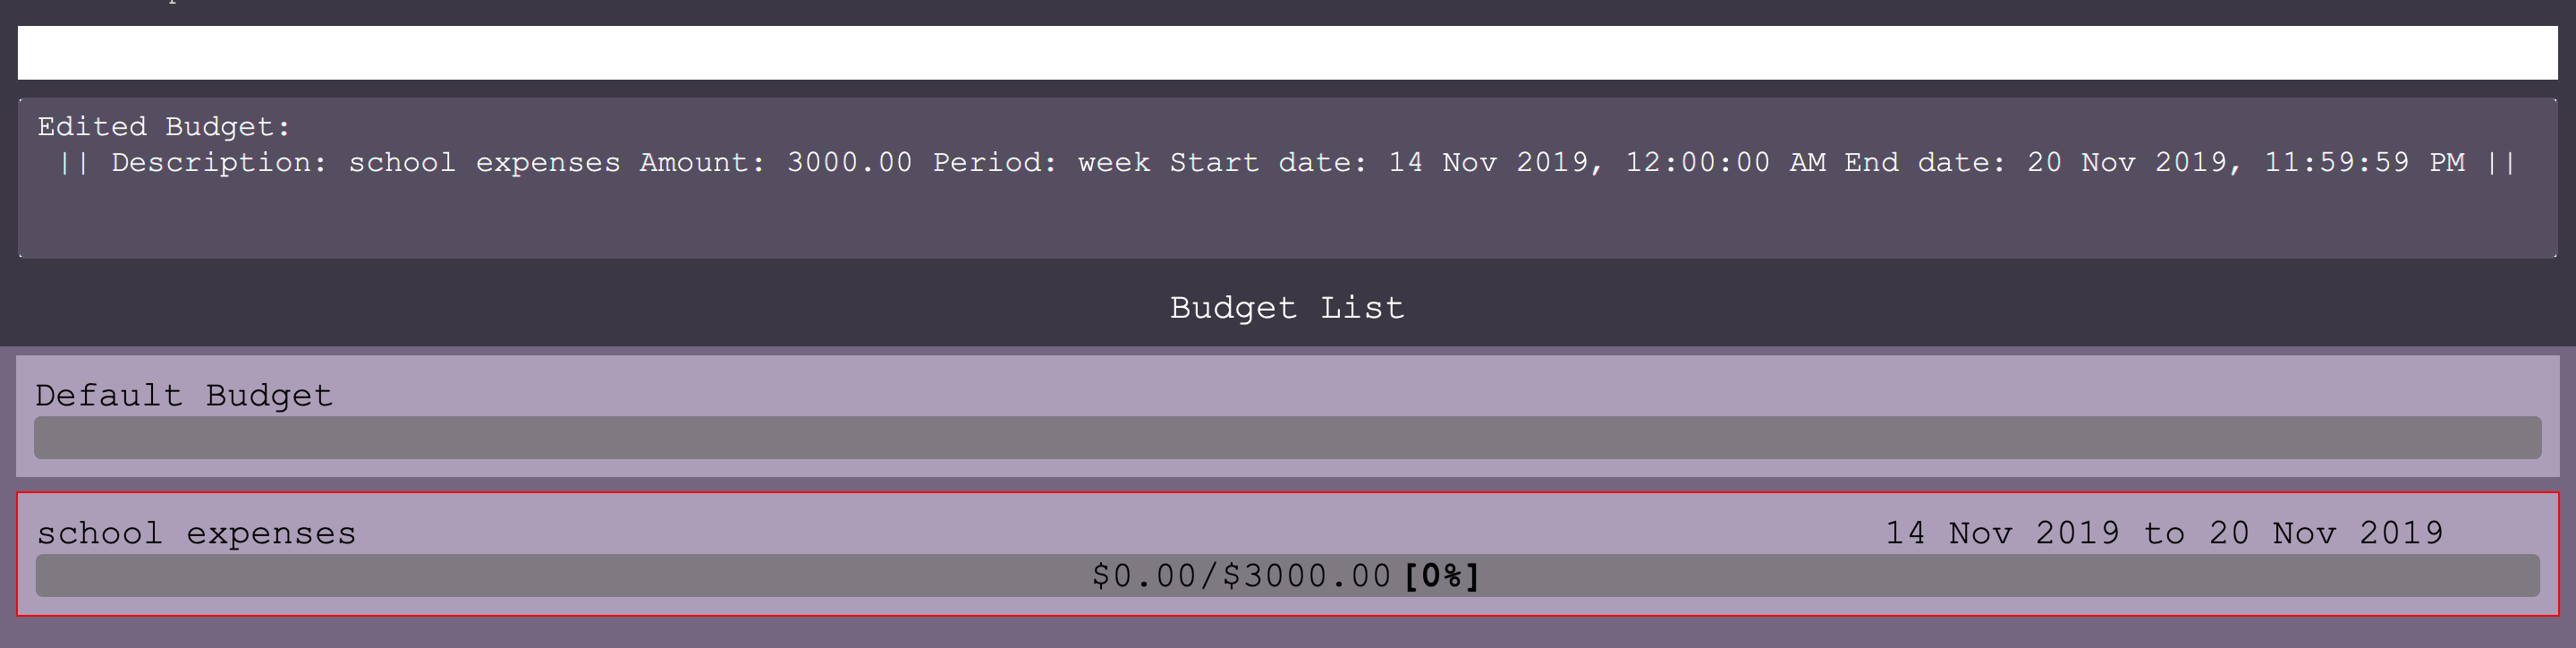 Edited Budget:
|| Description: school expenses Amount: 3000.00 Period: week Start date: 14 Nov 2019, 12:00:00 AM End date: 20 Nov 2019, 11:59:59 PM ||
Budget List
Default Budget
school expenses 14 Nov 2019 to 20 Nov 2019
$0.00/$3000.00 [0%]